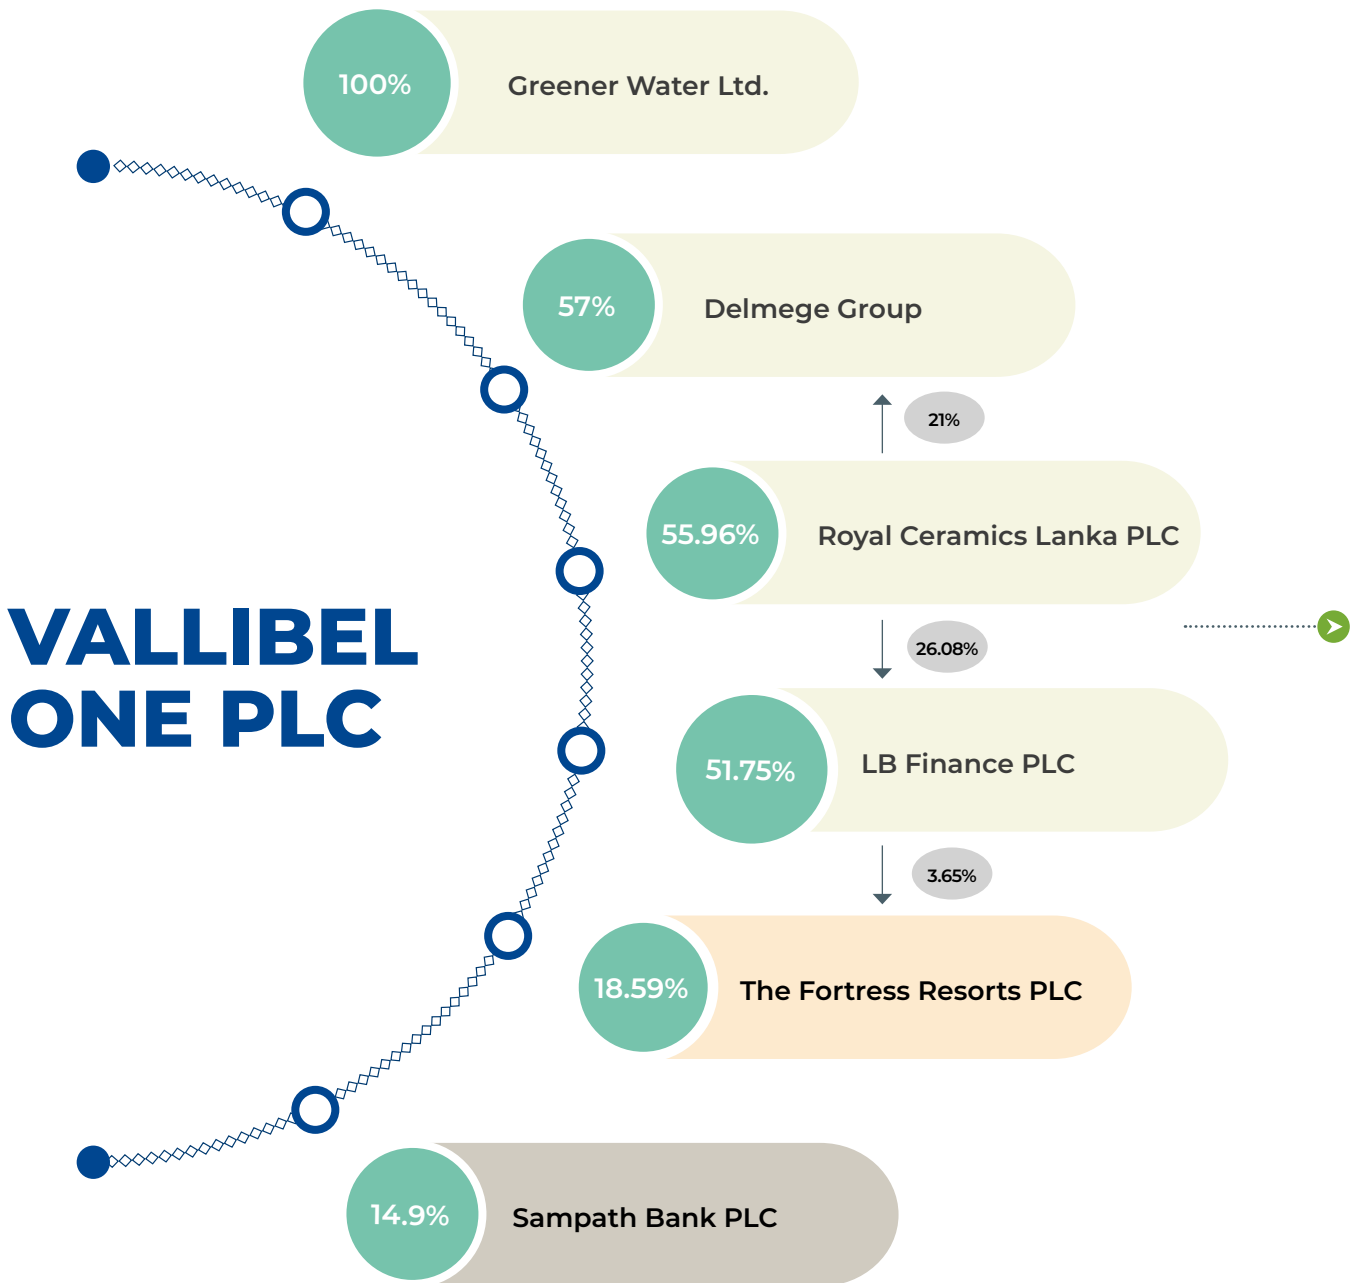 100%
Greener Water Ltd.
57%
Delmege Group
21%
55.96%
Royal Ceramics Lanka PLC
26.08%
VALLIBEL
ONE PLC
51.75%
LB Finance PLC
3.65%
18.59%
The Fortress Resorts PLC
14.9%
Sampath Bank PLC